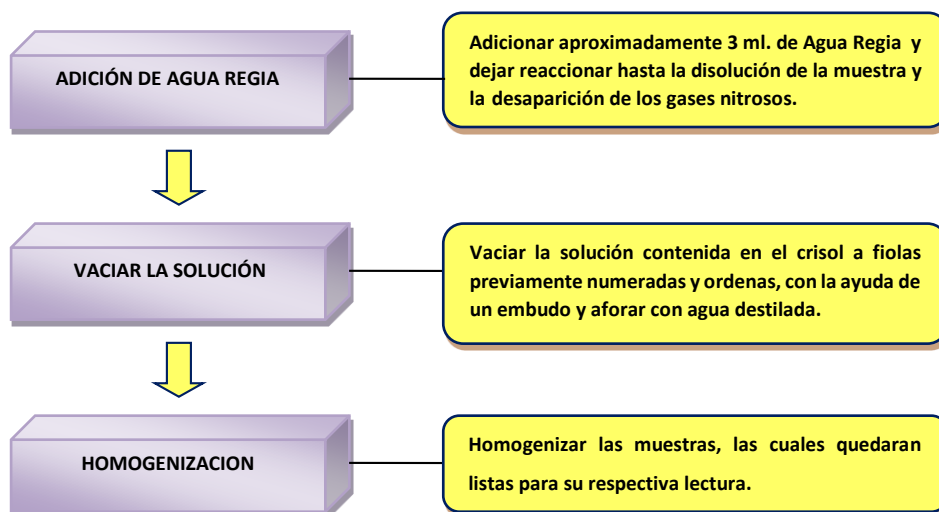 ADICIÓN DE AGUA REGIA
Adicionar aproximadamente 3 ml. de Agua Regia y
dejar reaccionar hasta la disolución de la muestra y
la desaparición de los gases nitrosos.
VACIAR LA SOLUCIÓN
Vaciar la solución contenida en el crisol a fiolas
previamente numeradas y ordenas, con la ayuda de
un embudo y aforar con agua destilada.
HOMOGENIZACION
Homogenizar las muestras, las cuales quedaran
listas para su respectiva lectura.